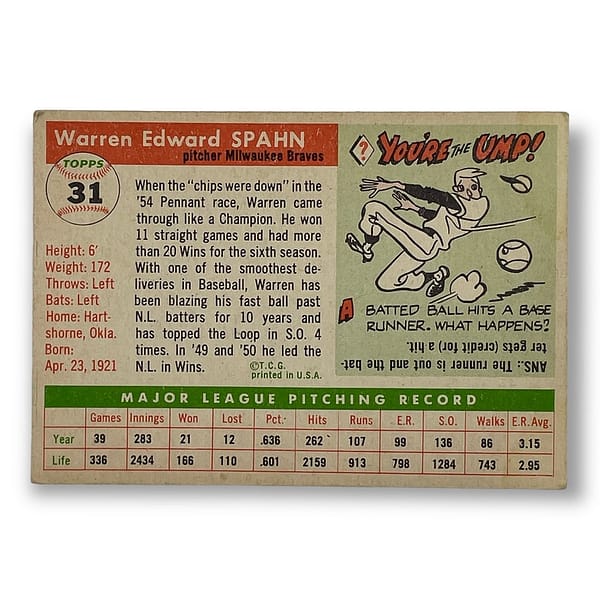 Warren Edward SPAHN
pitcher Milwaukee Braves
TOPPS
31
Height: 6'
Weight: 172
Throws: Left
Bats: Left
Home: Hart-
shorne, Okla.
Born:
Apr. 23, 1921
When the “chips were down” in the
'54 Pennant race, Warren came
through like a Champion. He won
11 straight games and had more
than 20 Wins for the sixth season.
With one of the smoothest de-
liveries in Baseball, Warren has
been blazing his fast ball past
N.L. batters for 10 years and
has topped the Loop in S.O. 4
times. In '49 and '50 he led the
N.L. in Wins.
©T.C.G.
printed in U.S.A.
?
YOU'RE THE UMP!
A BATTED BALL HITS A BASE
RUNNER. WHAT HAPPENS?
ANS.: The runner is out and the bat-
ter gets (credit for) a hit.
MAJOR LEAGUE PITCHING RECORD
Games Innings Won Lost Pct. Hits Runs E.R. S.O. Walks E.R. Avg.
Year 39 283 21 12 .636 262 107 99 136 86 3.15
Life 336 2434 166 110 .601 2159 913 798 1284 743 2.95